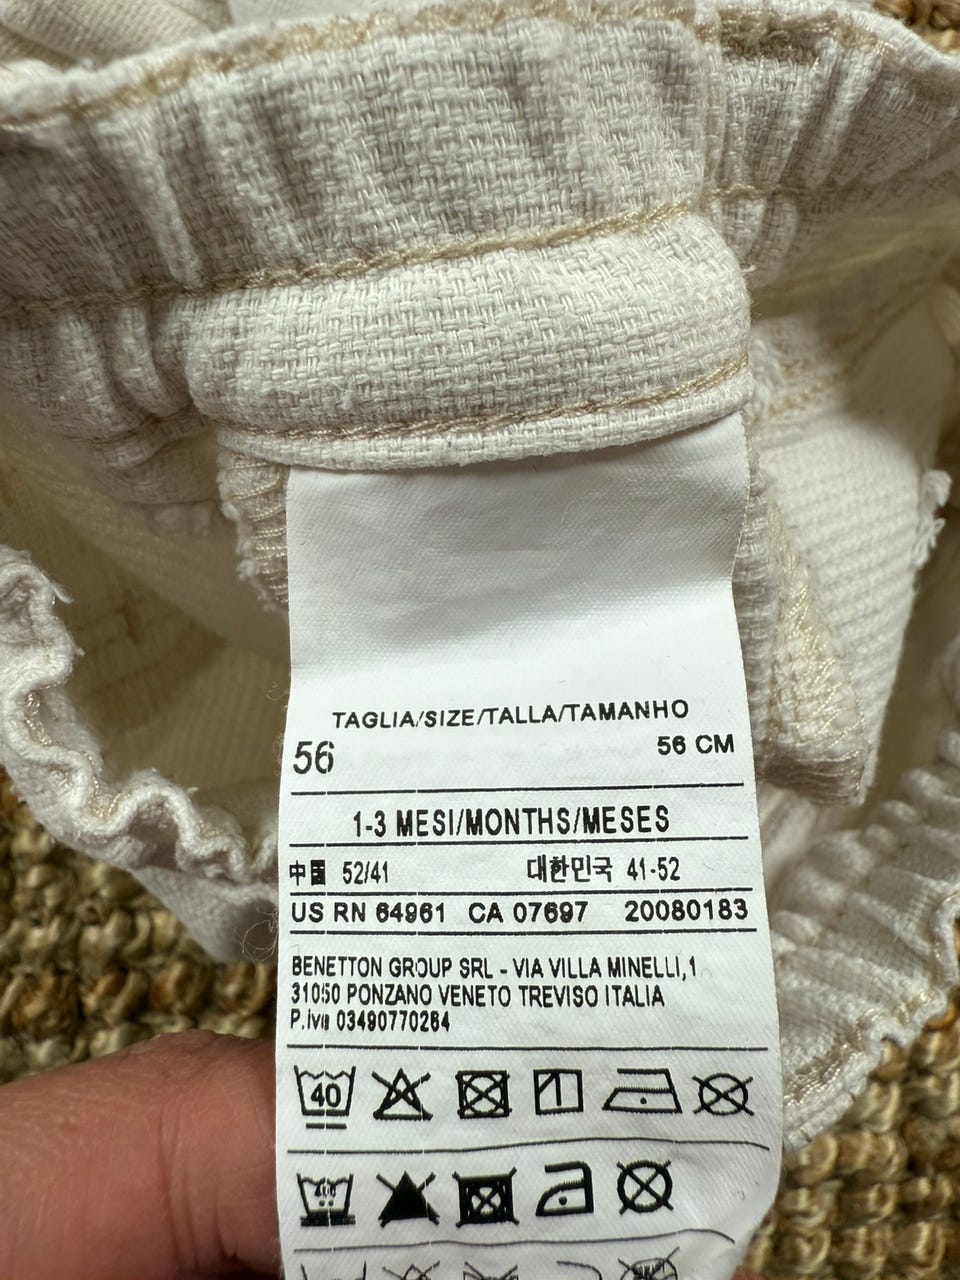 TAGLIA/SIZE/TALLA/TAMANHO
56 56 CM
1-3 MESI/MONTHS/MESES
中国 52/41 대한민국 41-52
US RN 64961 CA 07697 20080183
BENETTON GROUP SRL - VIA VILLA MINELLI,1
31050 PONZANO VENETO TREVISO ITALIA
P.iva 03490770264
40